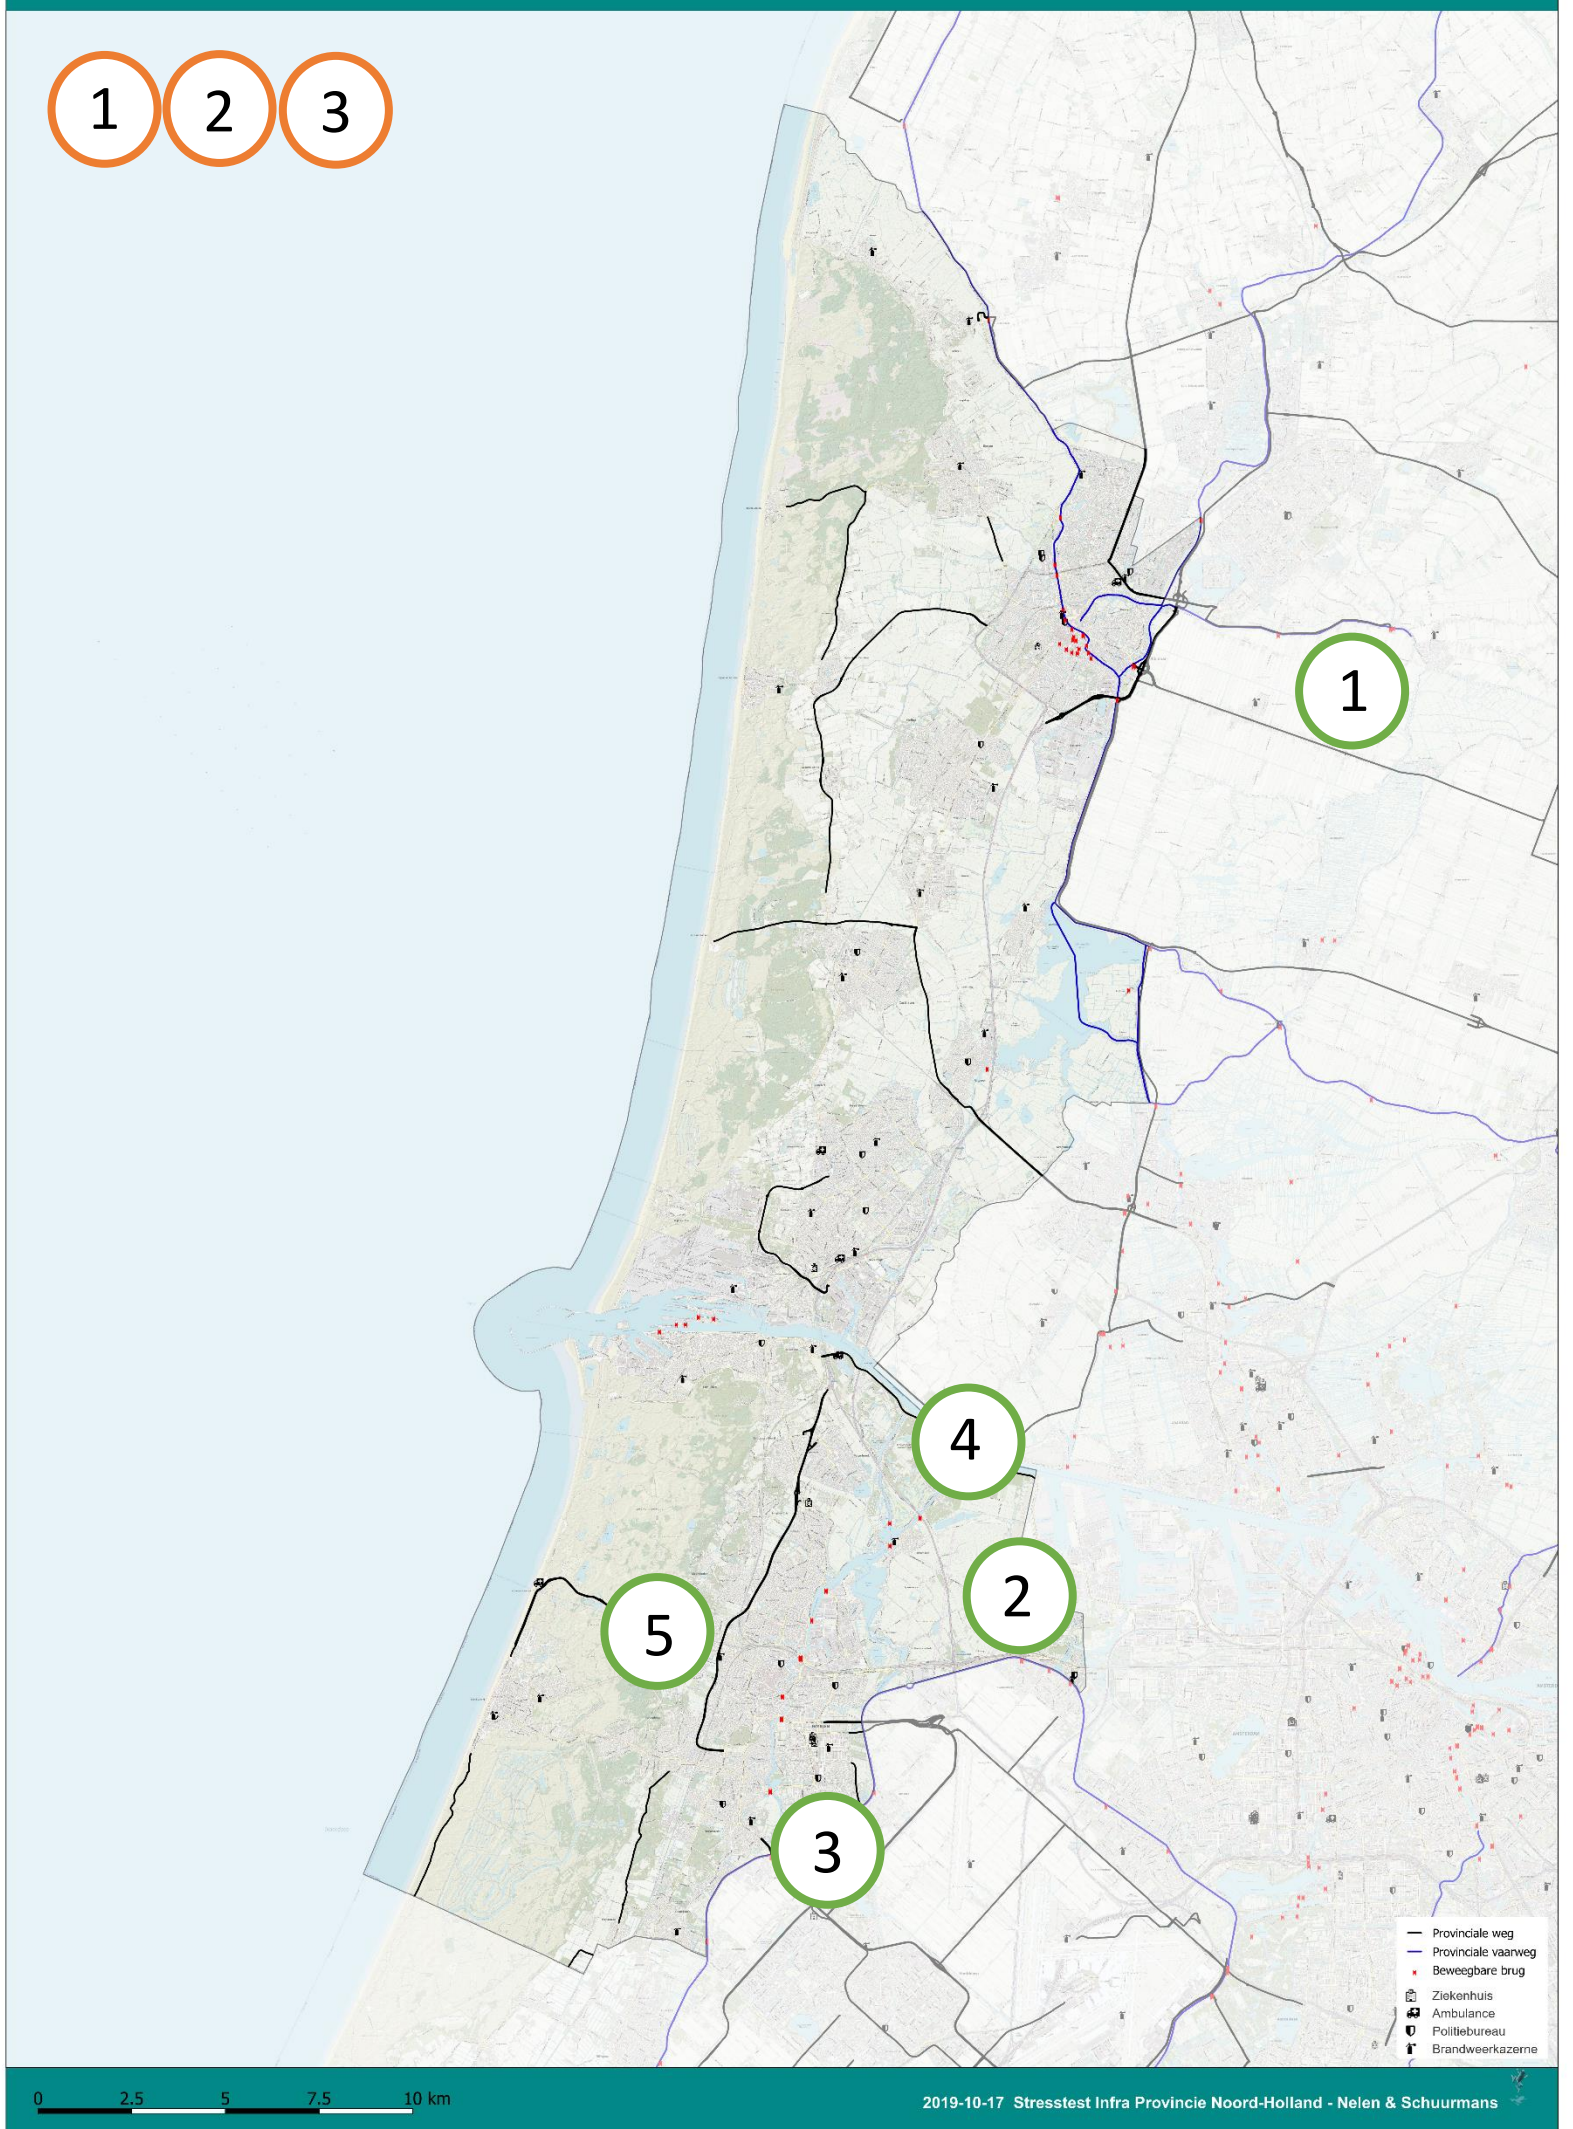 1 2 3
1
4
2
5
3
Provinciale weg
Provinciale vaarweg
Beweegbare brug
Ziekenhuis
Ambulance
Politiebureau
Brandweerkazerne
0 2.5 5 7.5 10 km
2019-10-17 Stresstest Infra Provincie Noord-Holland - Nelen & Schuurmans